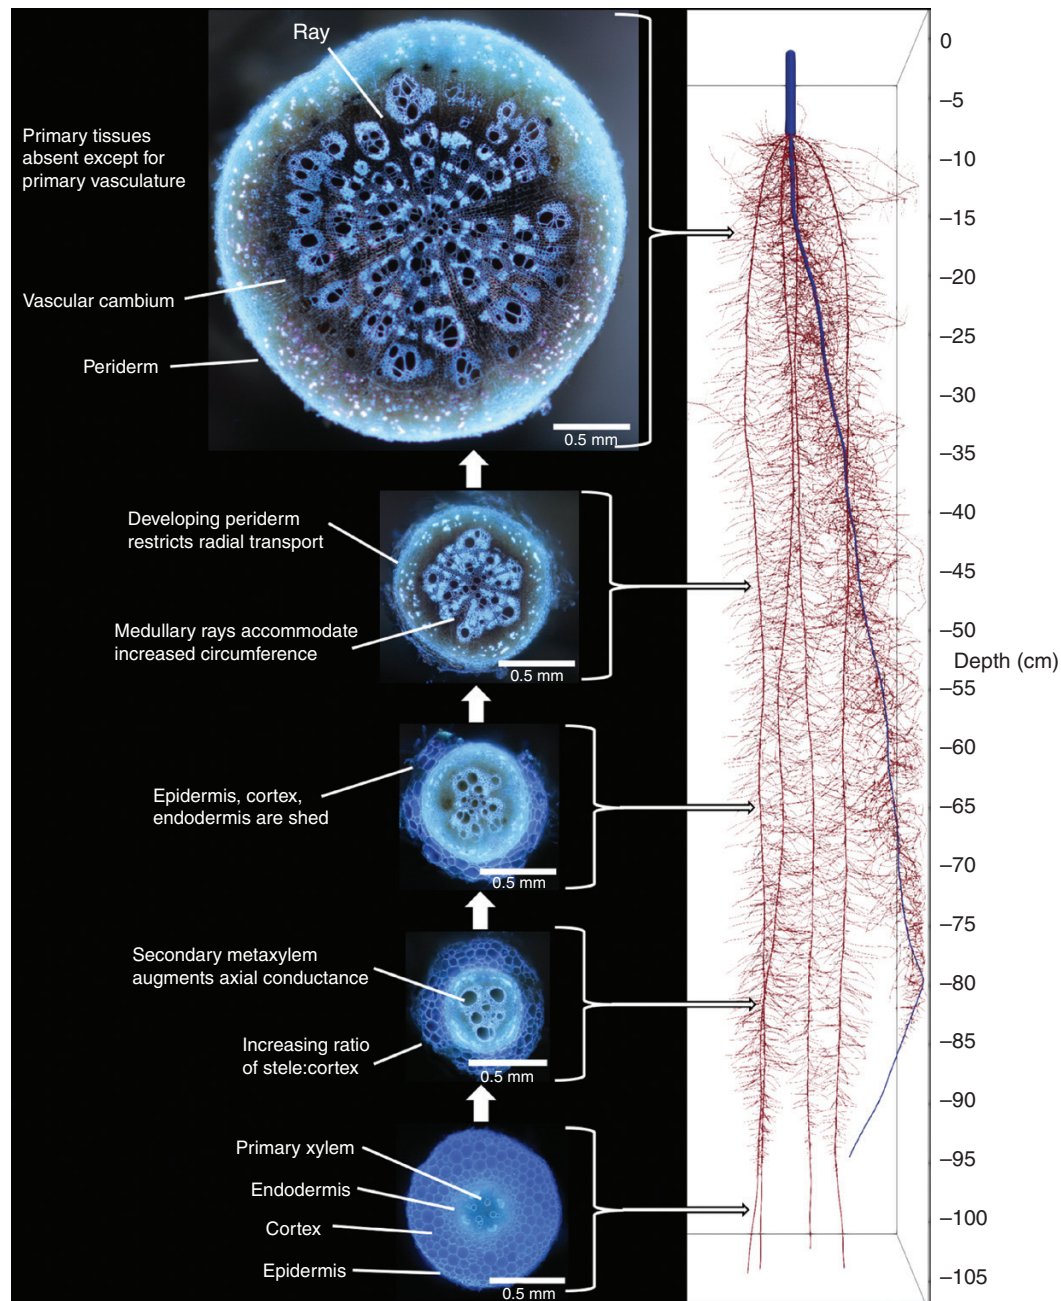 Ray
Primary tissues
absent except for
primary vasculature
Vascular cambium
Periderm
0.5 mm
Developing periderm
restricts radial transport
Medullary rays accommodate
increased circumference
0.5 mm
Epidermis, cortex,
endodermis are shed
0.5 mm
Secondary metaxylem
augments axial conductance
Increasing ratio
of stele:cortex
0.5 mm
Primary xylem
Endodermis
Cortex
Epidermis
0.5 mm
0
–5
–10
–15
–20
–25
–30
–35
–40
–45
–50
Depth (cm)
–55
–60
–65
–70
–75
–80
–85
–90
–95
–100
–105